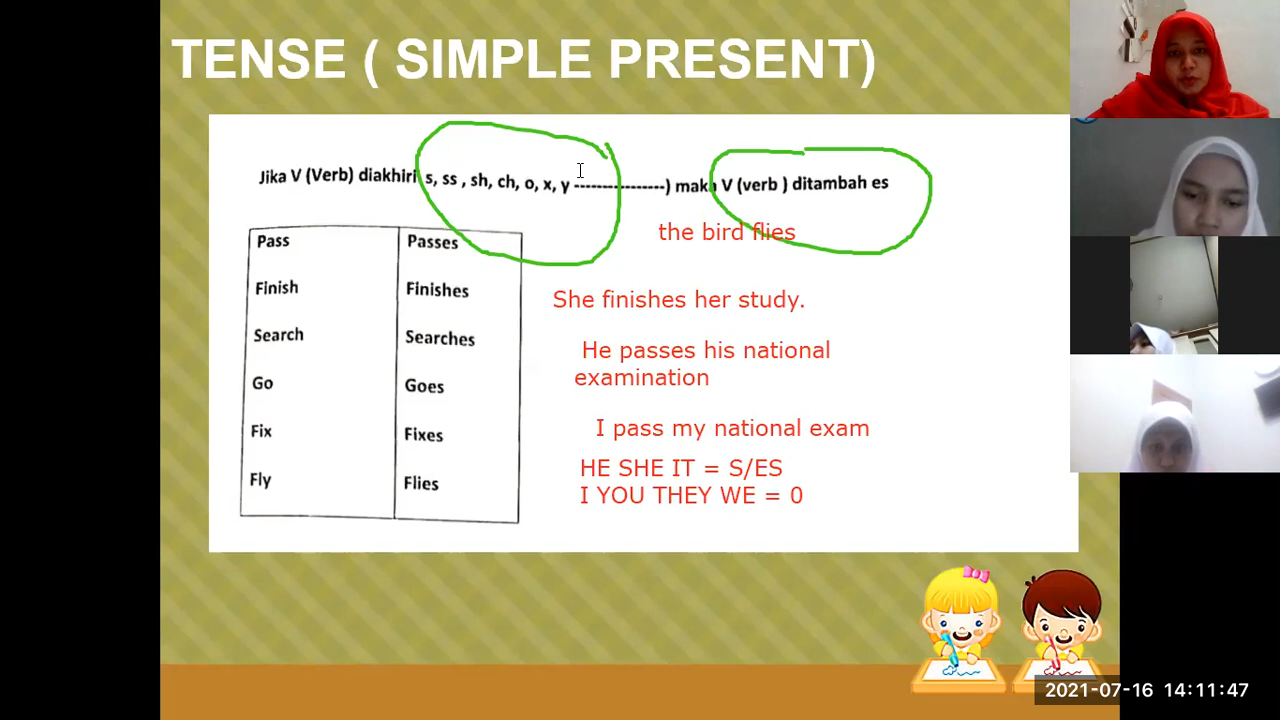 TENSE ( SIMPLE PRESENT)
Jika V (Verb) diakhiri s, ss , sh, ch, o, x, y ----------------) maka V (verb ) ditambah es
the bird flies
Pass Passes
Finish Finishes
She finishes her study.
Search Searches
He passes his national
examination
Go Goes
Fix Fixes
I pass my national exam
HE SHE IT = S/ES
Fly Flies
I YOU THEY WE = 0
2021-07-16 14:11:47